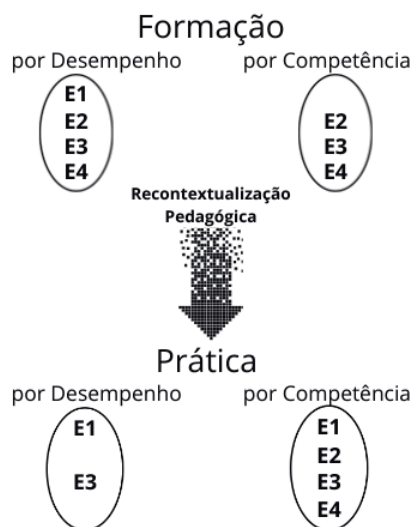 Formação
por Desempenho por Competência
E1
E2
E3
E4
E2
E3
E4
Recontextualização
Pedagógica
Prática
por Desempenho por Competência
E1
E3
E1
E2
E3
E4